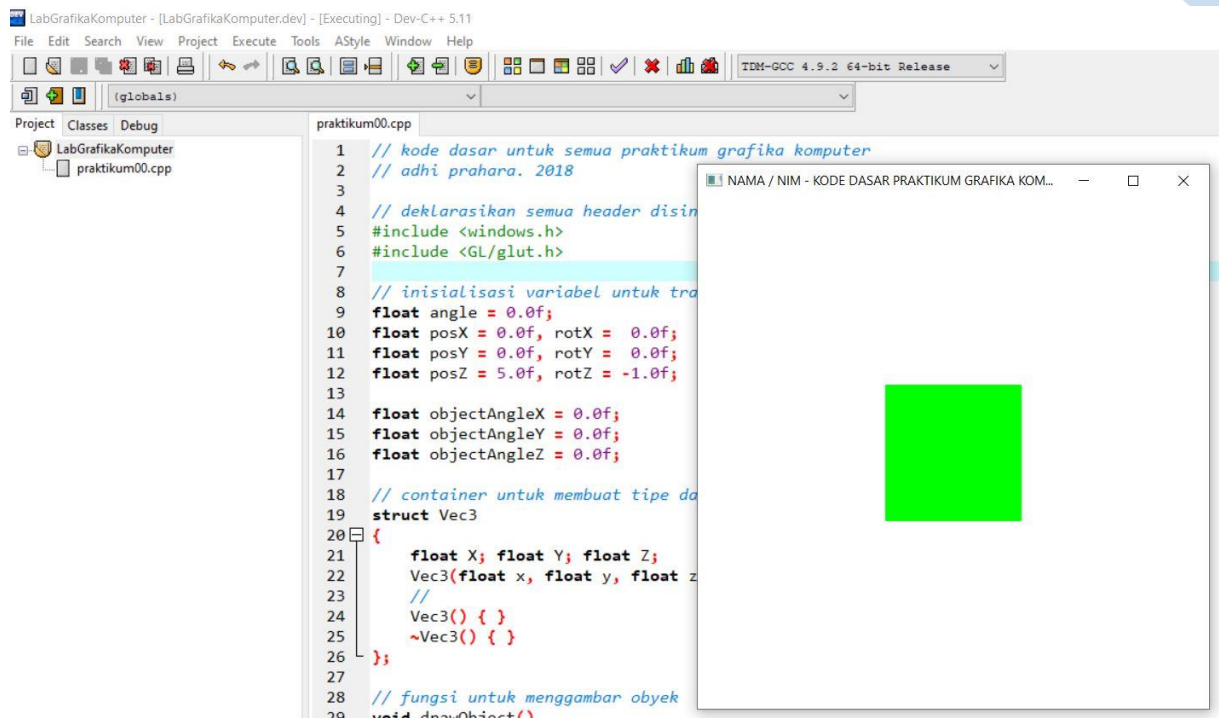 LabGrafikaKomputer - [LabGrafikaKomputer.dev] - [Executing] - Dev-C++ 5.11
File Edit Search View Project Execute Tools AStyle Window Help
TDM-GCC 4.9.2 64-bit Release
(globals)
Project Classes Debug
LabGrafikaKomputer
praktikum00.cpp
praktikum00.cpp
1 // kode dasar untuk semua praktikum grafika komputer
2 // adhi prahara. 2018
3
4 // deklarasikan semua header disin
5 #include <windows.h>
6 #include <GL/glut.h>
7
8 // inisialisasi variabel untuk tra
9 float angle = 0.0f;
10 float posX = 0.0f, rotX =  0.0f;
11 float posY = 0.0f, rotY =  0.0f;
12 float posZ = 5.0f, rotZ = -1.0f;
13
14 float objectAngleX = 0.0f;
15 float objectAngleY = 0.0f;
16 float objectAngleZ = 0.0f;
17
18 // container untuk membuat tipe da
19 struct Vec3
20 {
21 float X; float Y; float Z;
22 Vec3(float x, float y, float z
23 //
24 Vec3() { }
25 ~Vec3() { }
26 };
27
28 // fungsi untuk menggambar obyek
29 void drawObject()
NAMA / NIM - KODE DASAR PRAKTIKUM GRAFIKA KOM...